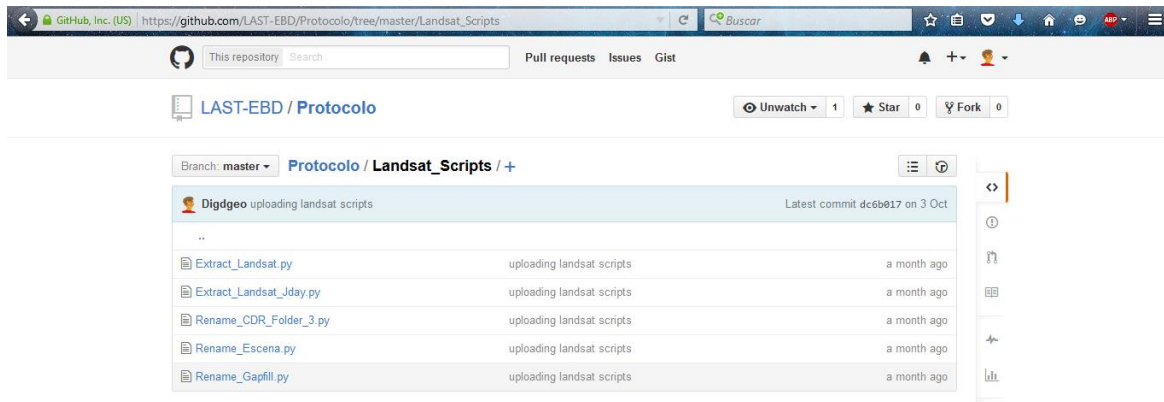 GitHub, Inc. (US) https://github.com/LAST-EBD/Protocolo/tree/master/Landsat_Scripts Buscar ABP
This repository Search Pull requests Issues Gist
LAST-EBD / Protocolo Unwatch 1 Star 0 Fork 0
Branch: master Protocolo / Landsat_Scripts / +
Digdgeo uploading landsat scripts Latest commit dc6b017 on 3 Oct
..
Extract_Landsat.py uploading landsat scripts a month ago
Extract_Landsat_Jday.py uploading landsat scripts a month ago
Rename_CDR_Folder_3.py uploading landsat scripts a month ago
Rename_Escena.py uploading landsat scripts a month ago
Rename_Gapfill.py uploading landsat scripts a month ago